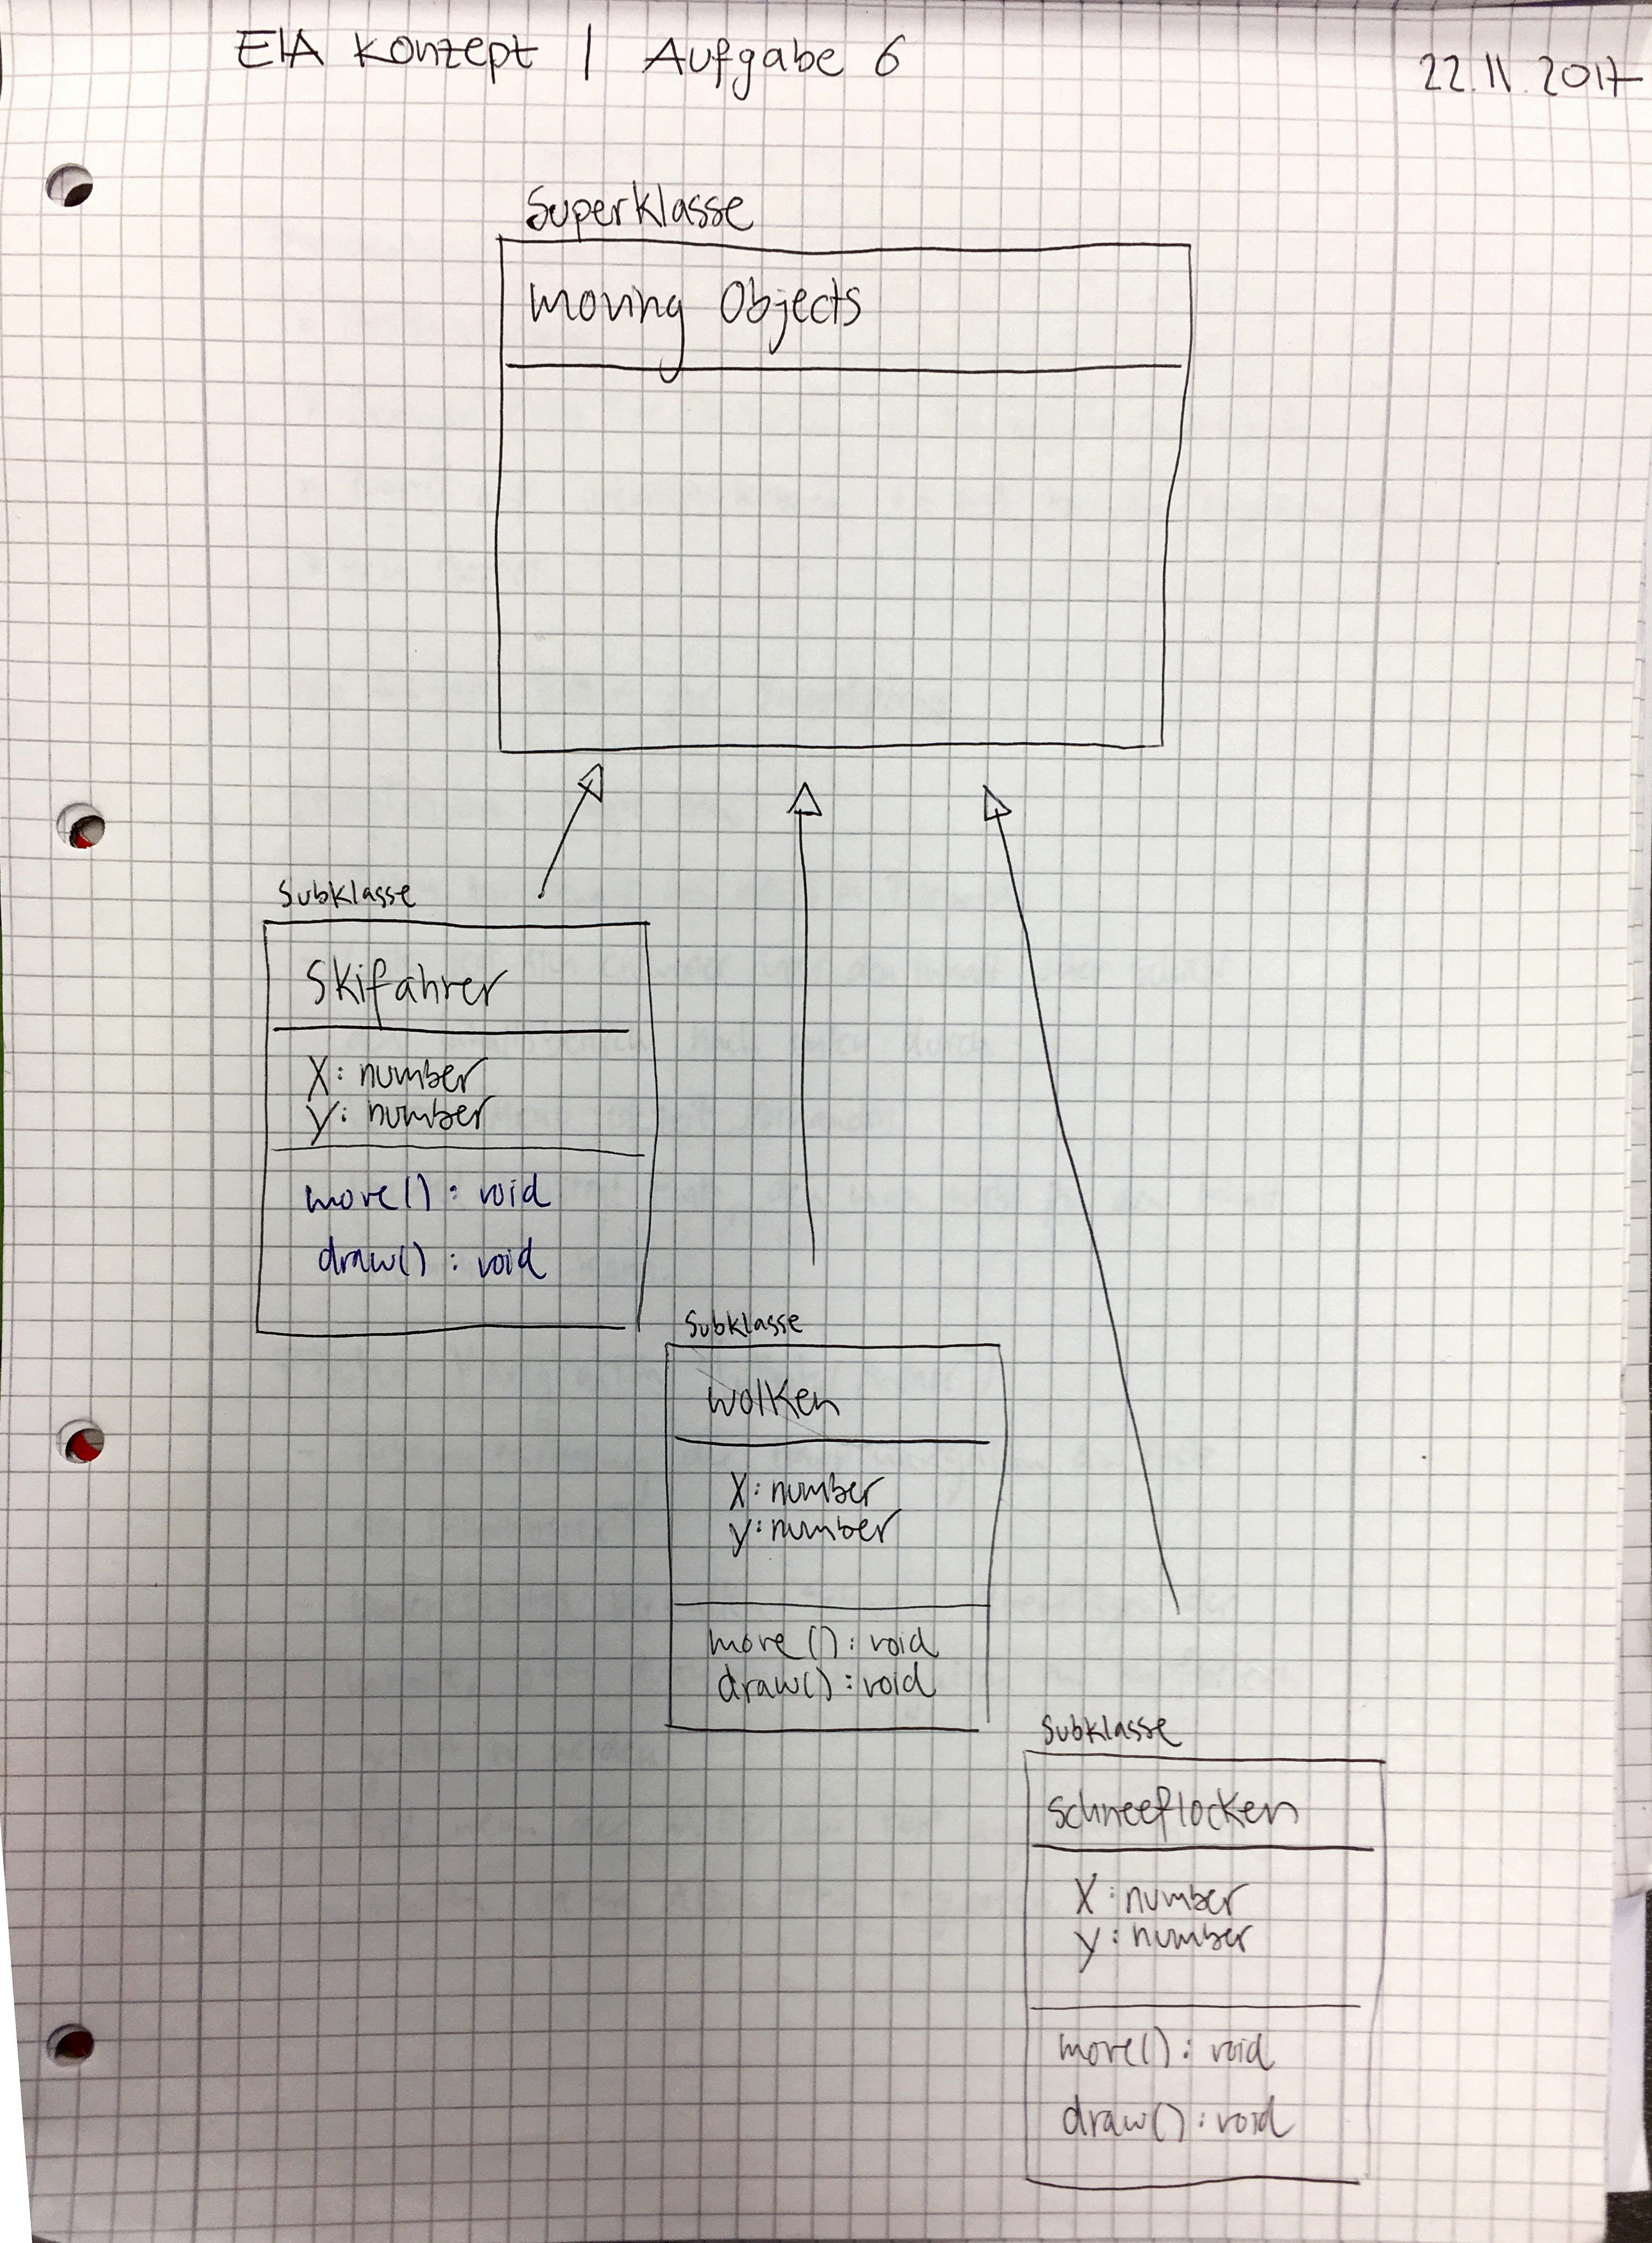 EIA Konzept | Aufgabe 6
22.11.2017
Superklasse
moving Objects
Subklasse
Skifahrer
X: number
y: number
move() : void
draw() : void
Subklasse
Wolken
X: number
y: number
move(): void
draw(): void
Subklasse
Schneeflocken
X: number
y: number
move(): void
draw(): void